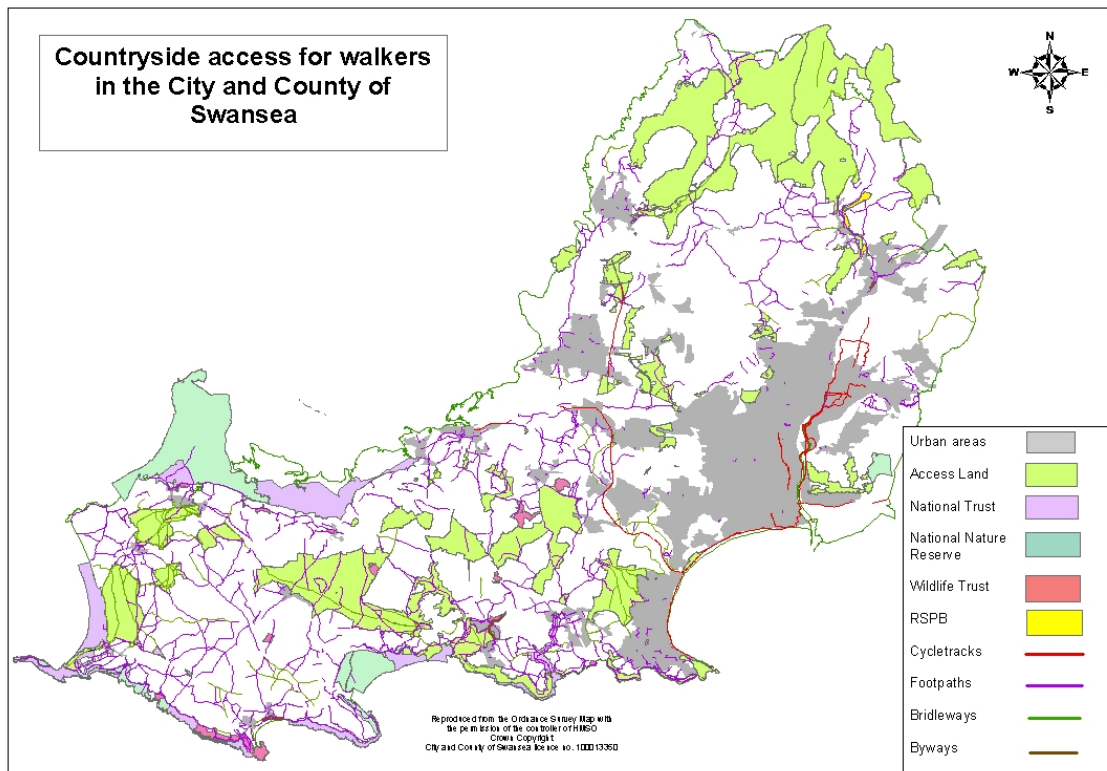 Countryside access for walkers
in the City and County of
Swansea
N
W E
S
Urban areas
Access Land
National Trust
National Nature
Reserve
Wildlife Trust
RSPB
Cycletracks
Footpaths
Bridleways
Byways
Reproduced from the Ordnance Survey Map with
the permission of the controller of HMSO
Crown Copyright
City and County of Swansea licence no. 100013350